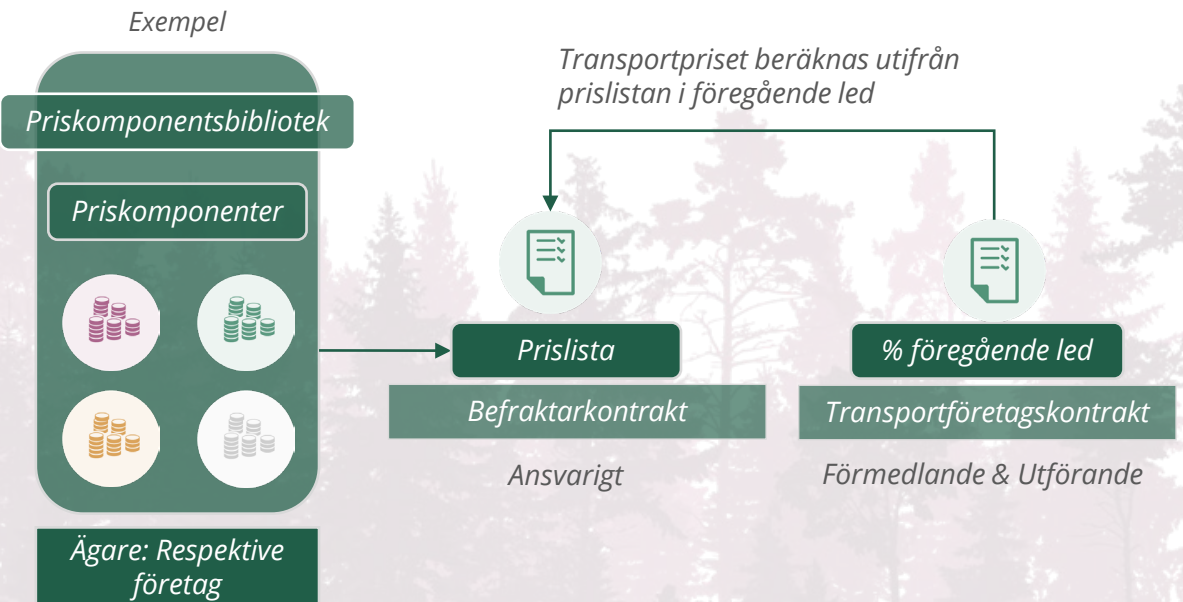 Exempel
Priskomponentsbibliotek
Priskomponenter
Ägare: Respektive
företag
Transportpriset beräknas utifrån
prislistan i föregående led
Prislista
Befraktarkontrakt
Ansvarigt
% föregående led
Transportföretagskontrakt
Förmedlande & Utförande